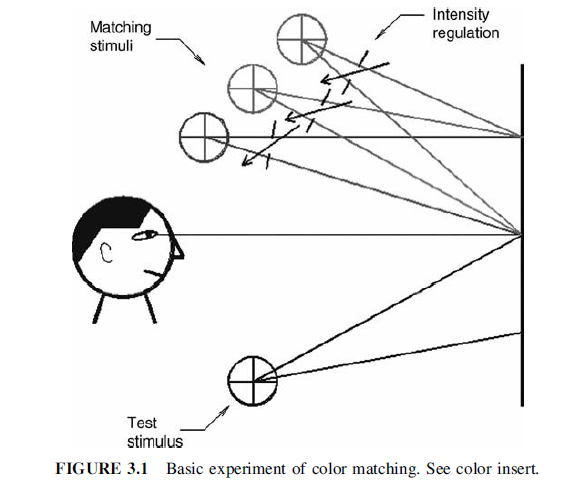 Matching
stimuli
Intensity
regulation
Test
stimulus
FIGURE 3.1 Basic experiment of color matching. See color insert.